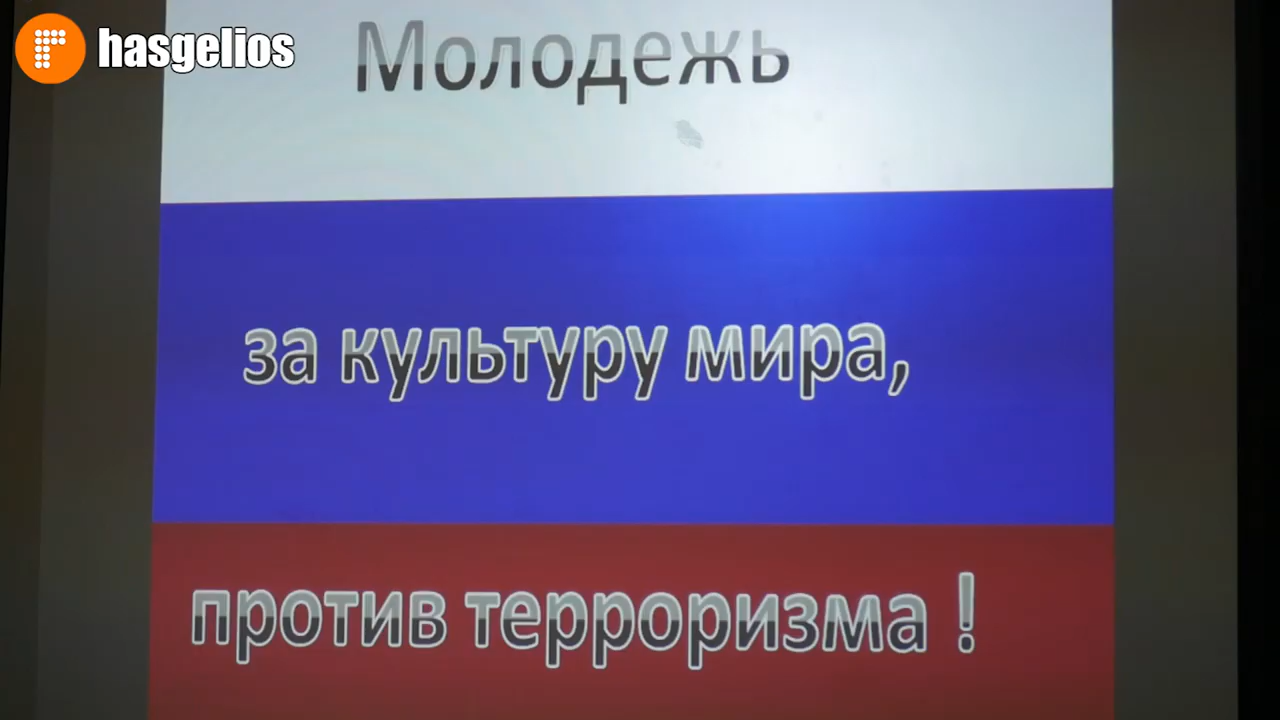 hasgelios
Молодежь
за культуру мира,
против терроризма !